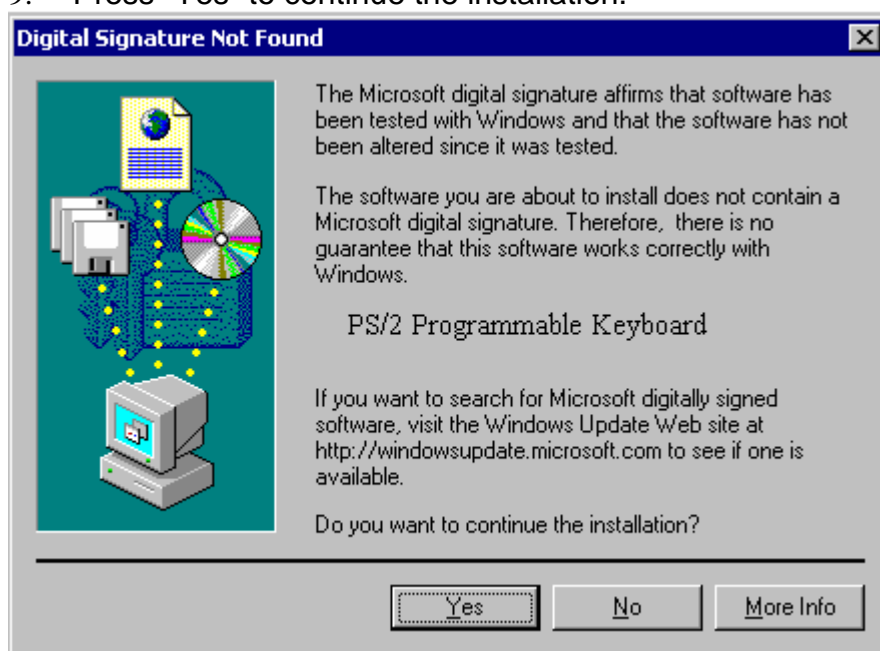 9. Press "Yes" to continue the installation.
Digital Signature Not Found
The Microsoft digital signature affirms that software has
been tested with Windows and that the software has not
been altered since it was tested.
The software you are about to install does not contain a
Microsoft digital signature. Therefore,  there is no
guarantee that this software works correctly with
Windows.
PS/2 Programmable Keyboard
If you want to search for Microsoft digitally signed
software, visit the Windows Update Web site at
http://windowsupdate.microsoft.com to see if one is
available.
Do you want to continue the installation?
Yes No More Info